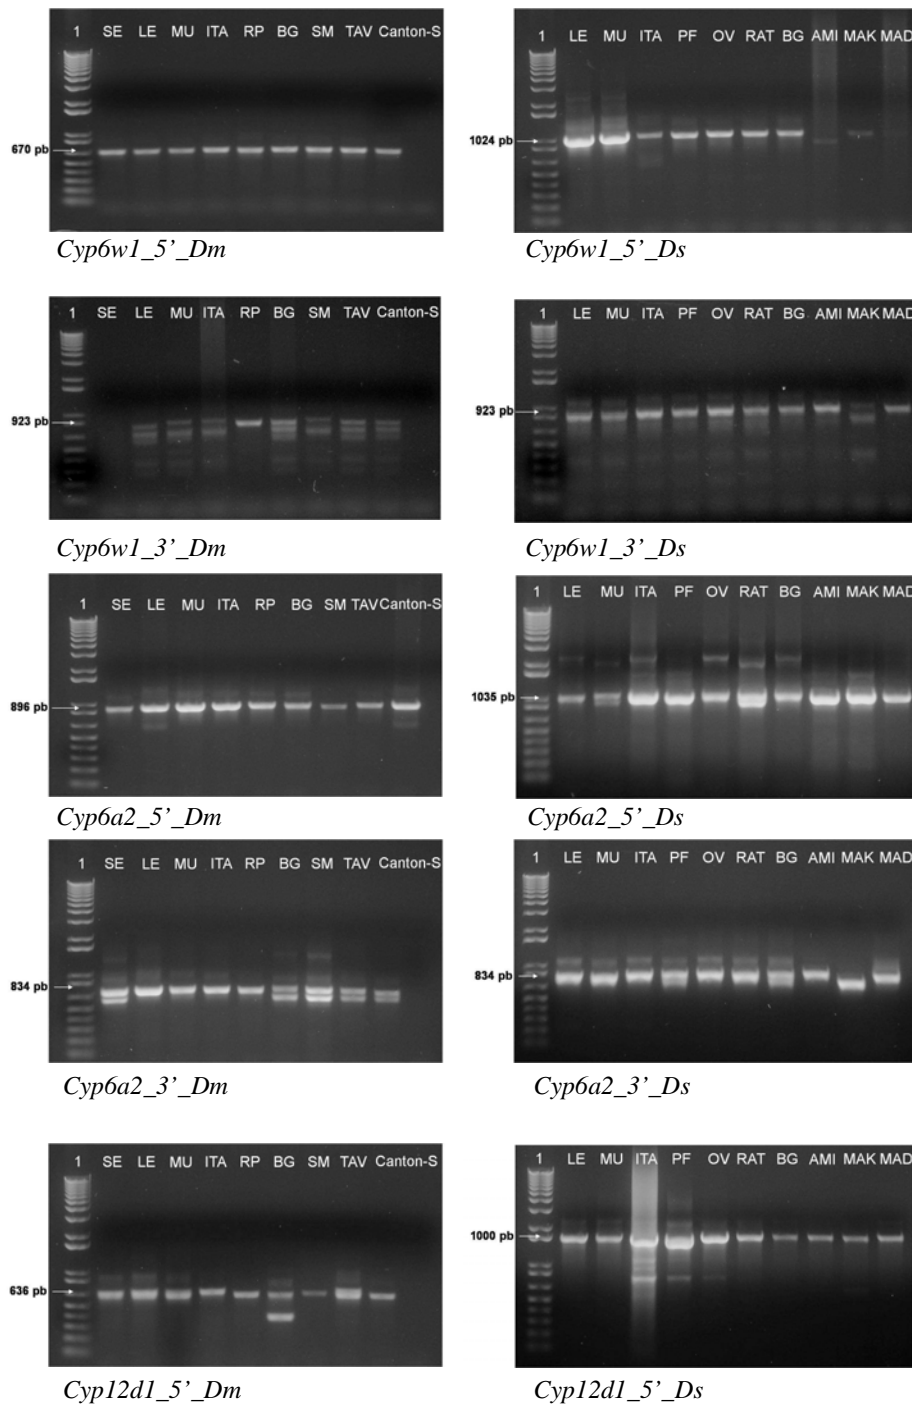 1 SE LE MU ITA RP BG SM TAV Canton-S
670 pb
Cyp6w1_5’_Dm
1 LE MU ITA PF OV RAT BG AMI MAK MAD
1024 pb
Cyp6w1_5’_Ds
1 SE LE MU ITA RP BG SM TAV Canton-S
923 pb
Cyp6w1_3’_Dm
1 LE MU ITA PF OV RAT BG AMI MAK MAD
923 pb
Cyp6w1_3’_Ds
1 SE LE MU ITA RP BG SM TAV Canton-S
896 pb
Cyp6a2_5’_Dm
1 LE MU ITA PF OV RAT BG AMI MAK MAD
1035 pb
Cyp6a2_5’_Ds
1 SE LE MU ITA RP BG SM TAV Canton-S
834 pb
Cyp6a2_3’_Dm
1 LE MU ITA PF OV RAT BG AMI MAK MAD
834 pb
Cyp6a2_3’_Ds
1 SE LE MU ITA RP BG SM TAV Canton-S
636 pb
Cyp12d1_5’_Dm
1 LE MU ITA PF OV RAT BG AMI MAK MAD
1000 pb
Cyp12d1_5’_Ds